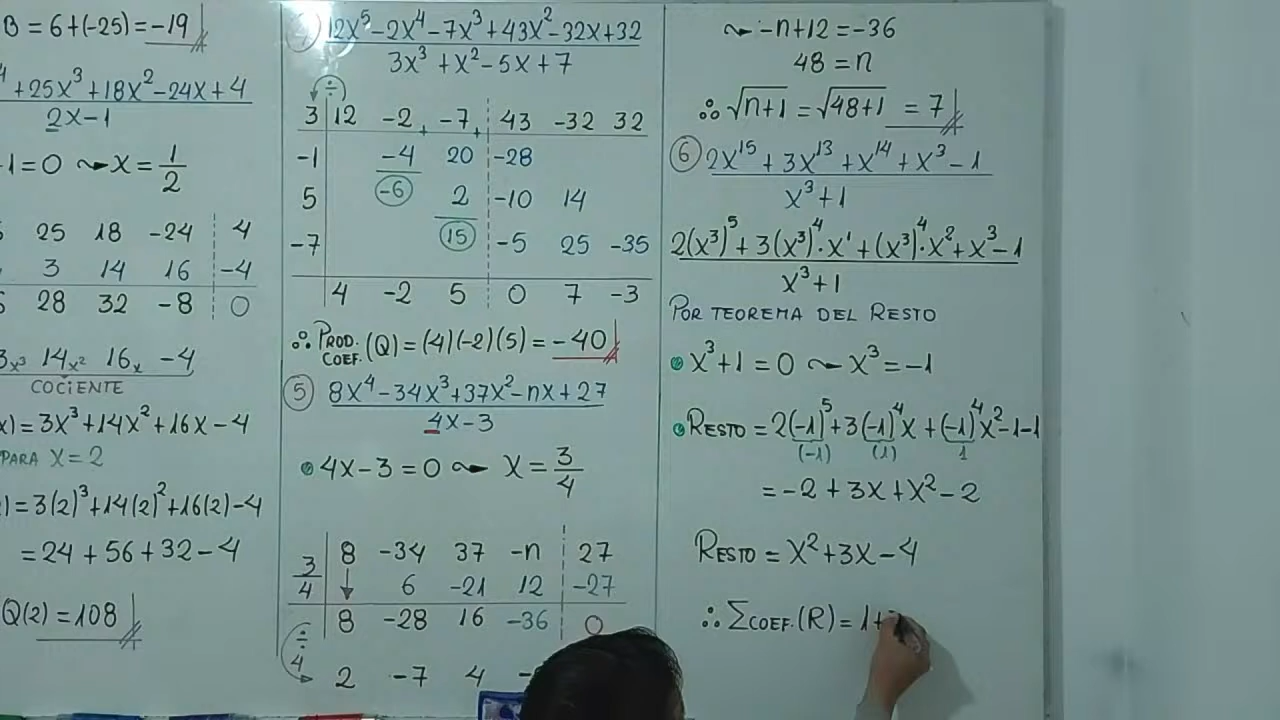 B = 6+(-25) = -19
4 + 25x³ + 18x² - 24x + 4
2x - 1
1 = 0 ⤳ x = 1/2
25 18 -24 4
3 14 16 -4
28 32 -8 0
3x³ 14x² 16x -4
COCIENTE
x) = 3x³ + 14x² + 16x - 4
PARA x = 2
) = 3(2)³ + 14(2)² + 16(2) - 4
= 24 + 56 + 32 - 4
Q(2) = 108
12x⁵ - 2x⁴ - 7x³ + 43x² - 32x + 32
3x³ + x² - 5x + 7
÷
3 12 -2 + -7 + 43 -32 32
-1 -4 20 -28
5 -6 2 -10 14
-7 15 -5 25 -35
4 -2 5 0 7 -3
∴ PROD. COEF. (Q) = (4)(-2)(5) = -40
5 8x⁴ - 34x³ + 37x² - nx + 27
4x - 3
4x - 3 = 0 ⤳ x = 3/4
8 -34 37 -n 27
3/4 ↓ 6 -21 12 -27
8 -28 16 -36 0
÷ 4
2 -7 4
⤳ -n + 12 = -36
48 = n
∴ √(n+1) = √(48+1) = 7
6 2x¹⁵ + 3x¹³ + x¹⁴ + x³ - 1
x³ + 1
2(x³)⁵ + 3(x³)⁴·x¹ + (x³)⁴·x² + x³ - 1
x³ + 1
POR TEOREMA DEL RESTO
x³ + 1 = 0 ⤳ x³ = -1
RESTO = 2(-1)⁵ + 3(-1)⁴x + (-1)⁴x² - 1 - 1
(-1) (1) 1
= -2 + 3x + x² - 2
RESTO = x² + 3x - 4
∴ ΣCOEF.(R) = 1+